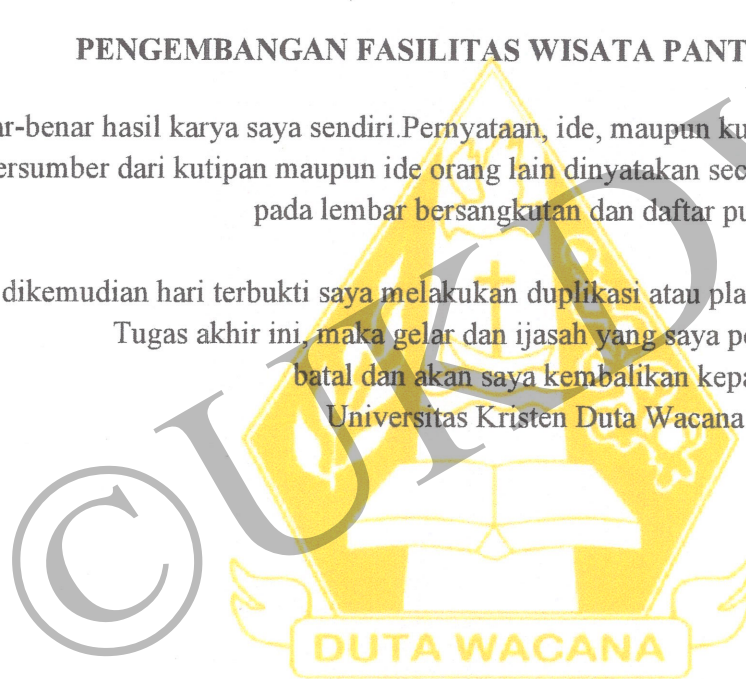 PENGEMBANGAN FASILITAS WISATA PANT
ar-benar hasil karya saya sendiri.Pernyataan, ide, maupun ku
ersumber dari kutipan maupun ide orang lain dinyatakan sec
pada lembar bersangkutan dan daftar pu
dikemudian hari terbukti saya melakukan duplikasi atau pla
Tugas akhir ini, maka gelar dan ijasah yang saya pe
batal dan akan saya kembalikan kepa
Universitas Kristen Duta Wacana
© UKD
DUTA WACANA